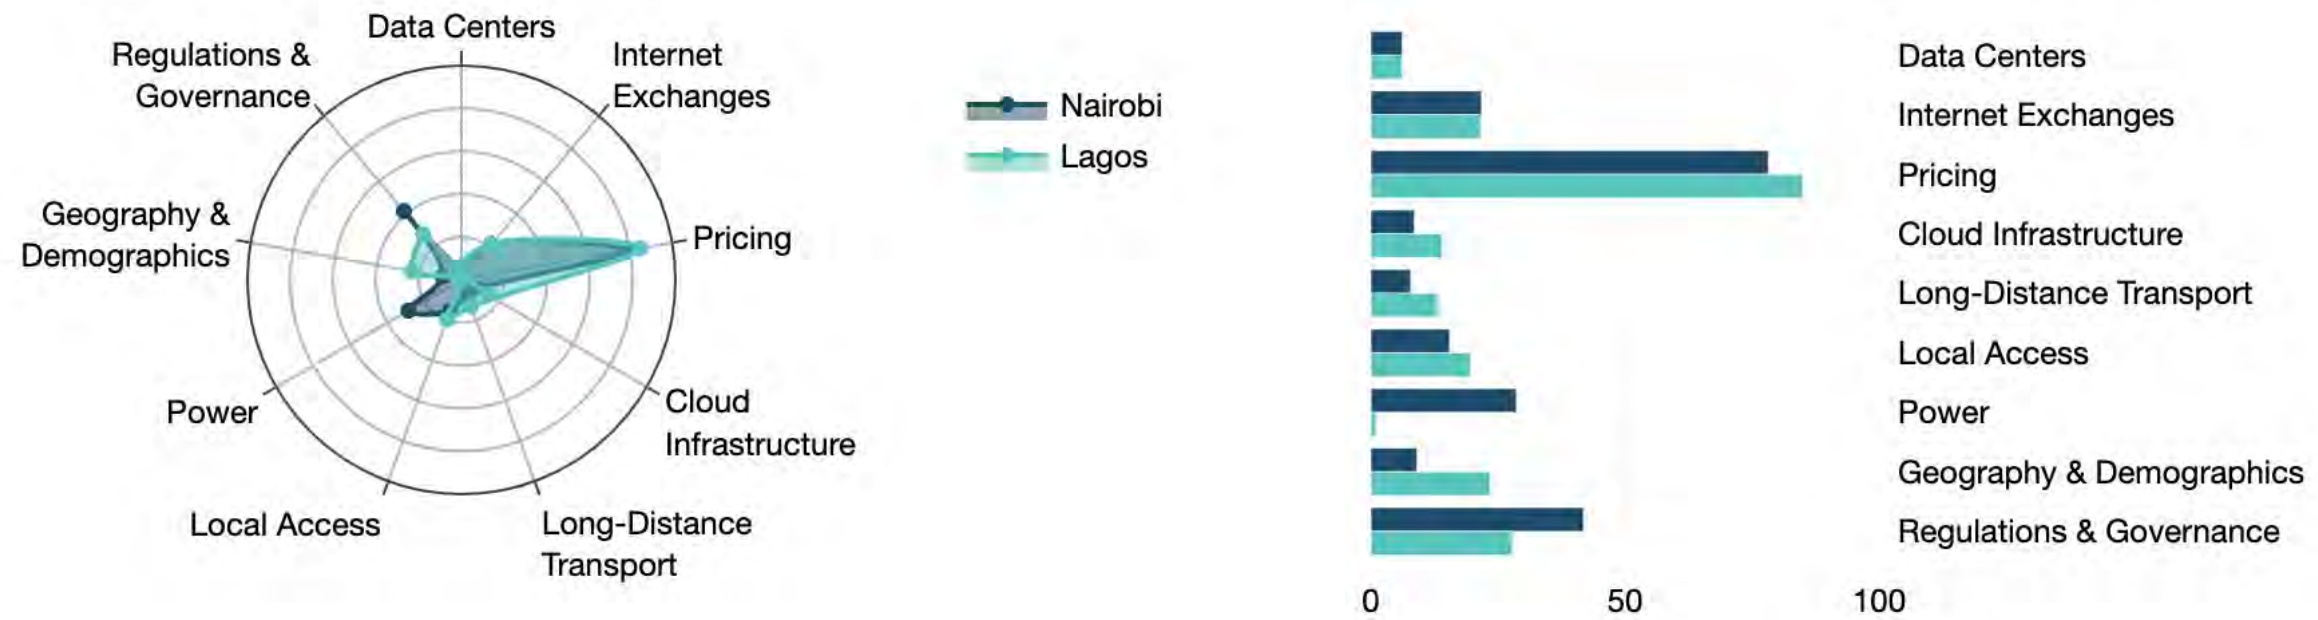 Data Centers
Regulations &
Governance
Internet
Exchanges
Geography &
Demographics
Pricing
Power
Cloud
Infrastructure
Local Access
Long-Distance
Transport
Nairobi
Lagos
Data Centers
Internet Exchanges
Pricing
Cloud Infrastructure
Long-Distance Transport
Local Access
Power
Geography & Demographics
Regulations & Governance
0 50 100